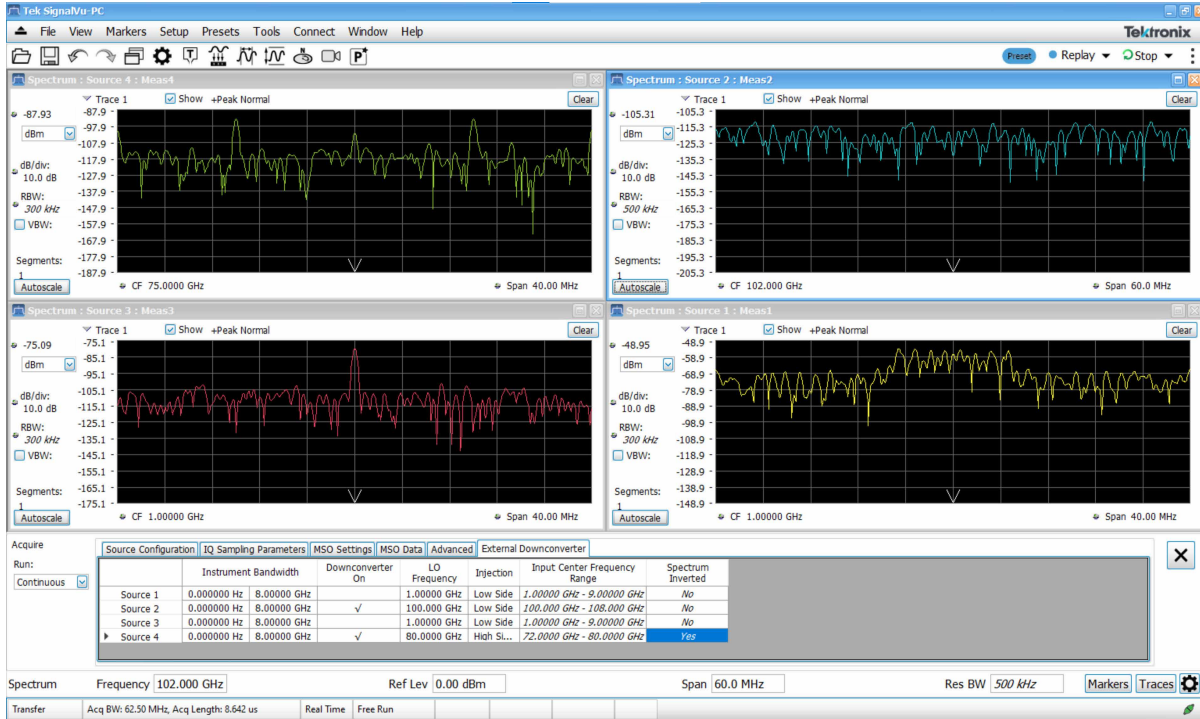 Tek SignalVu-PC
File View Markers Setup Presets Tools Connect Window Help
Tektronix
Preset Replay Stop
Spectrum : Source 4 : Meas4
Trace 1 Show +Peak Normal Clear
-87.93
dBm
dB/div:
10.0 dB
RBW:
300 kHz
VBW:
Segments:
1
Autoscale
-87.9
-97.9
-107.9
-117.9
-127.9
-137.9
-147.9
-157.9
-167.9
-177.9
-187.9
CF 75.0000 GHz
Span 40.00 MHz
Spectrum : Source 2 : Meas2
Trace 1 Show +Peak Normal Clear
-105.31
dBm
dB/div:
10.0 dB
RBW:
500 kHz
VBW:
Segments:
1
Autoscale
-105.3
-115.3
-125.3
-135.3
-145.3
-155.3
-165.3
-175.3
-185.3
-195.3
-205.3
CF 102.000 GHz
Span 60.0 MHz
Spectrum : Source 3 : Meas3
Trace 1 Show +Peak Normal Clear
-75.09
dBm
dB/div:
10.0 dB
RBW:
300 kHz
VBW:
Segments:
1
Autoscale
-75.1
-85.1
-95.1
-105.1
-115.1
-125.1
-135.1
-145.1
-155.1
-165.1
-175.1
CF 1.00000 GHz
Span 40.00 MHz
Spectrum : Source 1 : Meas1
Trace 1 Show +Peak Normal Clear
-48.95
dBm
dB/div:
10.0 dB
RBW:
300 kHz
VBW:
Segments:
1
Autoscale
-48.9
-58.9
-68.9
-78.9
-88.9
-98.9
-108.9
-118.9
-128.9
-138.9
-148.9
CF 1.00000 GHz
Span 40.00 MHz
Acquire
Run:
Continuous
Source Configuration IQ Sampling Parameters MSO Settings MSO Data Advanced External Downconverter
Instrument Bandwidth Downconverter On LO Frequency Injection Input Center Frequency Range Spectrum Inverted
Source 1 0.000000 Hz 8.00000 GHz 1.00000 GHz Low Side 1.00000 GHz - 9.00000 GHz No
Source 2 0.000000 Hz 8.00000 GHz √ 100.000 GHz Low Side 100.000 GHz - 108.000 GHz No
Source 3 0.000000 Hz 8.00000 GHz 1.00000 GHz Low Side 1.00000 GHz - 9.00000 GHz No
Source 4 0.000000 Hz 8.00000 GHz √ 80.0000 GHz High Si... 72.0000 GHz - 80.0000 GHz Yes
Spectrum Frequency 102.000 GHz Ref Lev 0.00 dBm Span 60.0 MHz Res BW 500 kHz Markers Traces
Transfer Acq BW: 62.50 MHz, Acq Length: 8.642 us Real Time Free Run